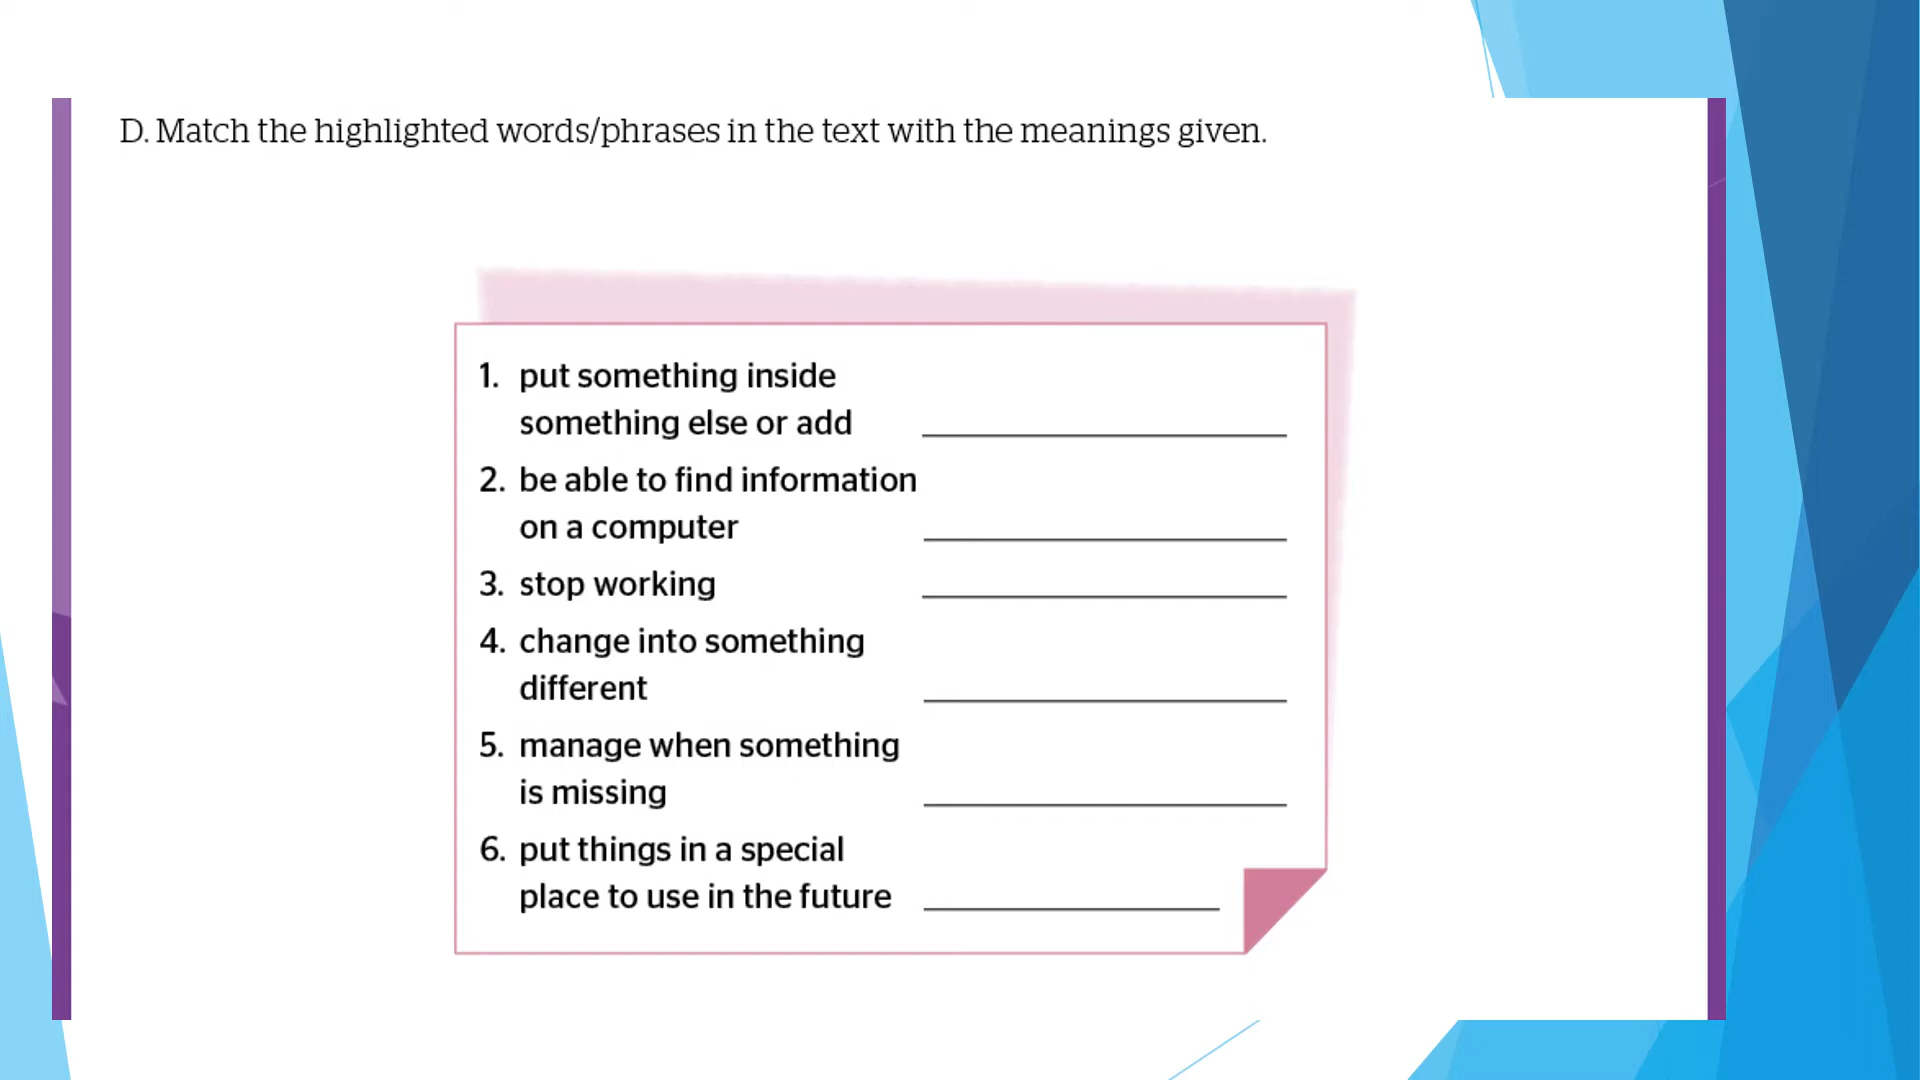 D. Match the highlighted words/phrases in the text with the meanings given.
1. put something inside
something else or add
2. be able to find information
on a computer
3. stop working
4. change into something
different
5. manage when something
is missing
6. put things in a special
place to use in the future